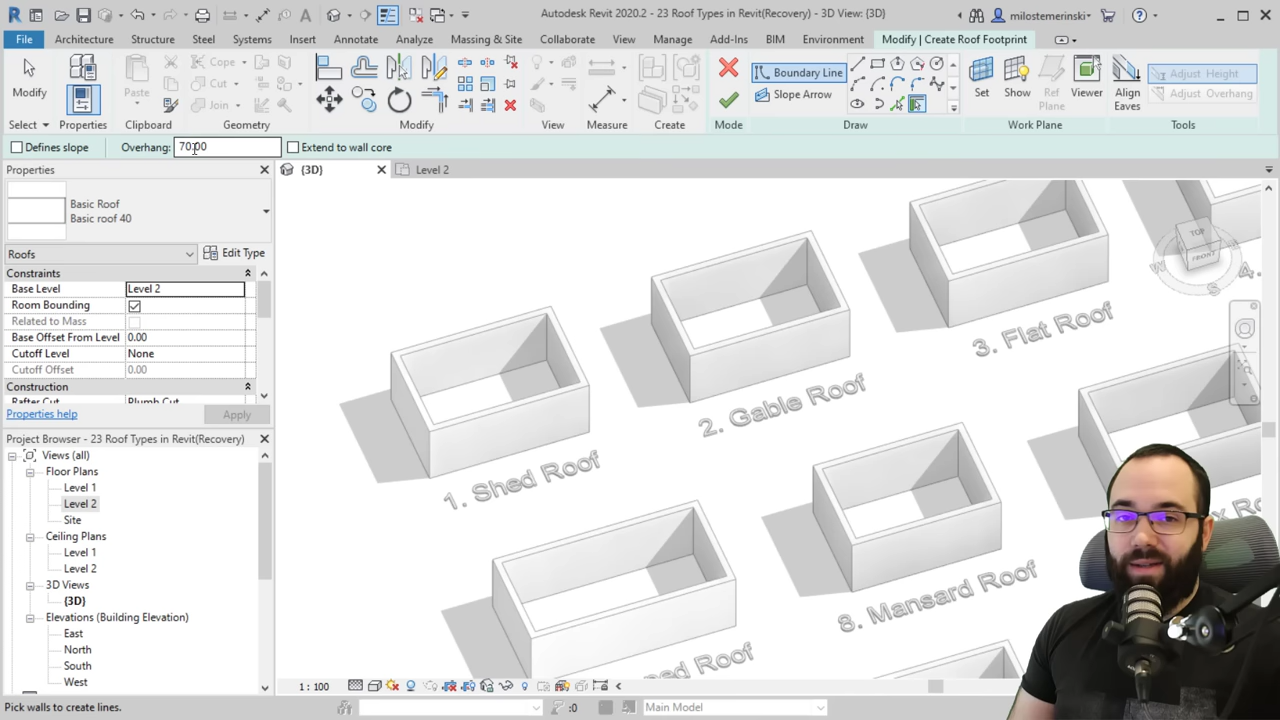 Autodesk Revit 2020.2 - 23 Roof Types in Revit(Recovery) - 3D View: {3D}
milostemerinski
File Architecture Structure Steel Systems Insert Annotate Analyze Massing & Site Collaborate View Manage Add-Ins BIM Environment Modify | Create Roof Footprint
Modify
Select
Properties
Paste
Clipboard
Cope
Cut
Join
Geometry
Modify
View
Measure
Create
Mode
Boundary Line
Slope Arrow
Draw
Set
Show
Ref Plane
Viewer
Work Plane
Align Eaves
Adjust Height
Adjust Overhang
Tools
Defines slope
Overhang:
Extend to wall core
Properties
{3D}
Level 2
Basic Roof
Basic roof 40
Roofs
Edit Type
Constraints
Base Level Level 2
Room Bounding
Related to Mass
Base Offset From Level 0.00
Cutoff Level None
Cutoff Offset 0.00
Construction
Rafter Cut Plumb Cut
Properties help
Apply
Project Browser - 23 Roof Types in Revit(Recovery)
Views (all)
Floor Plans
Level 1
Level 2
Site
Ceiling Plans
Level 1
Level 2
3D Views
{3D}
Elevations (Building Elevation)
East
North
South
West
TOP
FRONT
W
S
4.
3. Flat Roof
2. Gable Roof
1. Shed Roof
8. Mansard Roof
Roof
1 : 100
Pick walls to create lines.
:0
Main Model